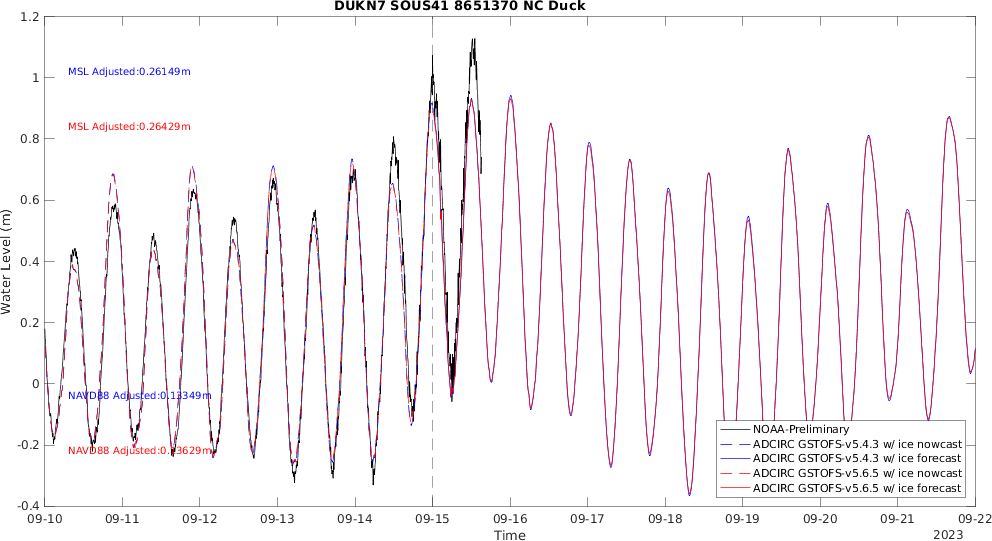 DUKN7 SOUS41 8651370 NC Duck
1.2
1
0.8
0.6
0.4
0.2
0
-0.2
-0.4
Water Level (m)
MSL Adjusted:0.26149m
MSL Adjusted:0.26429m
NAVD88 Adjusted:0.13349m
NAVD88 Adjusted:0.13629m
NOAA-Preliminary
ADCIRC GSTOFS-v5.4.3 w/ ice nowcast
ADCIRC GSTOFS-v5.4.3 w/ ice forecast
ADCIRC GSTOFS-v5.6.5 w/ ice nowcast
ADCIRC GSTOFS-v5.6.5 w/ ice forecast
09-10 09-11 09-12 09-13 09-14 09-15 09-16 09-17 09-18 09-19 09-20 09-21 09-22
Time
2023